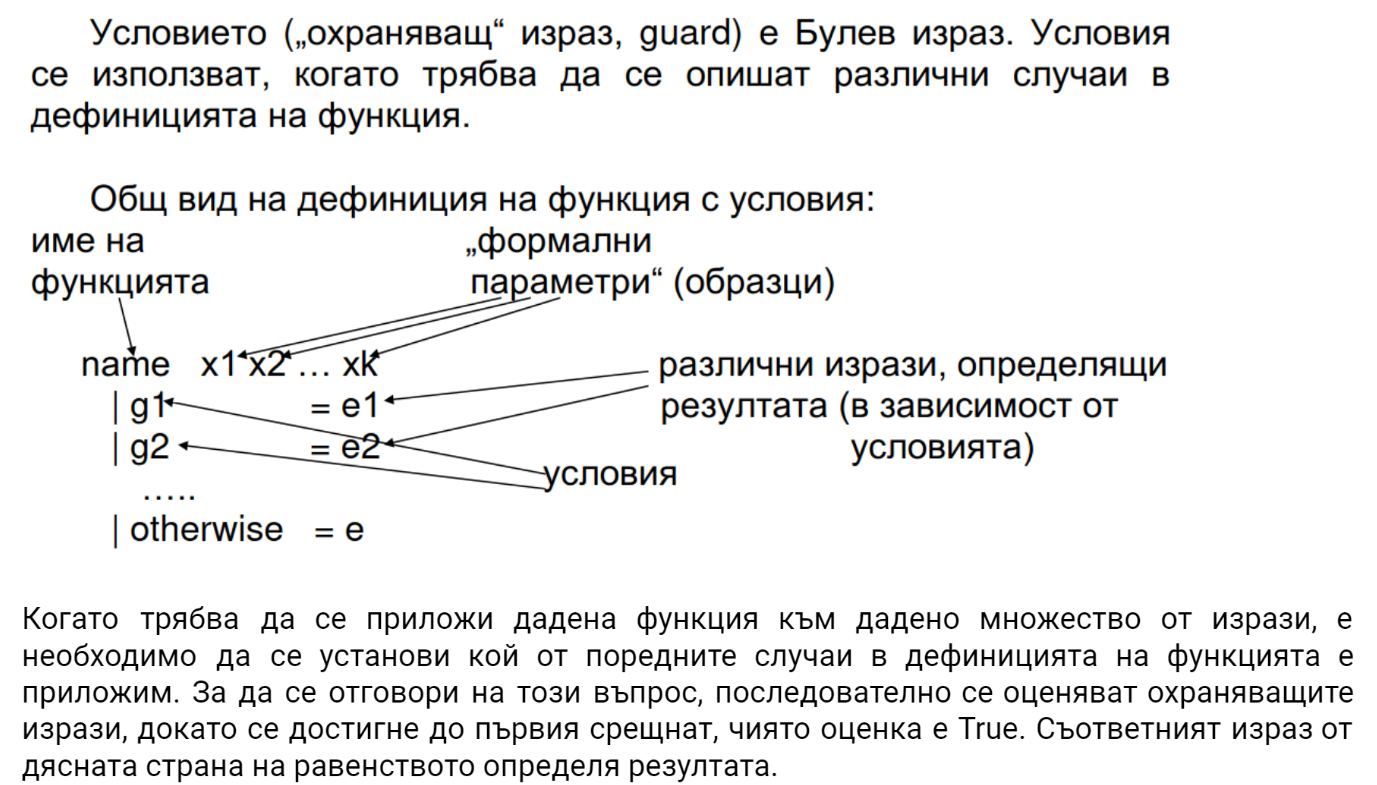 Условието („охраняващ“ израз, guard) е Булев израз. Условия
се използват, когато трябва да се опишат различни случаи в
дефиницията на функция.
Общ вид на дефиниция на функция с условия:
име на „формални
функцията параметри“ (образци)
name x1 x2 … xk различни изрази, определящи
| g1 = e1 резултата (в зависимост от
| g2 = e2 условията)
условия
…..
| otherwise = e
Когато трябва да се приложи дадена функция към дадено множество от изрази, е
необходимо да се установи кой от поредните случаи в дефиницията на функцията е
приложим. За да се отговори на този въпрос, последователно се оценяват охраняващите
изрази, докато се достигне до първия срещнат, чиято оценка е True. Съответният израз от
дясната страна на равенството определя резултата.